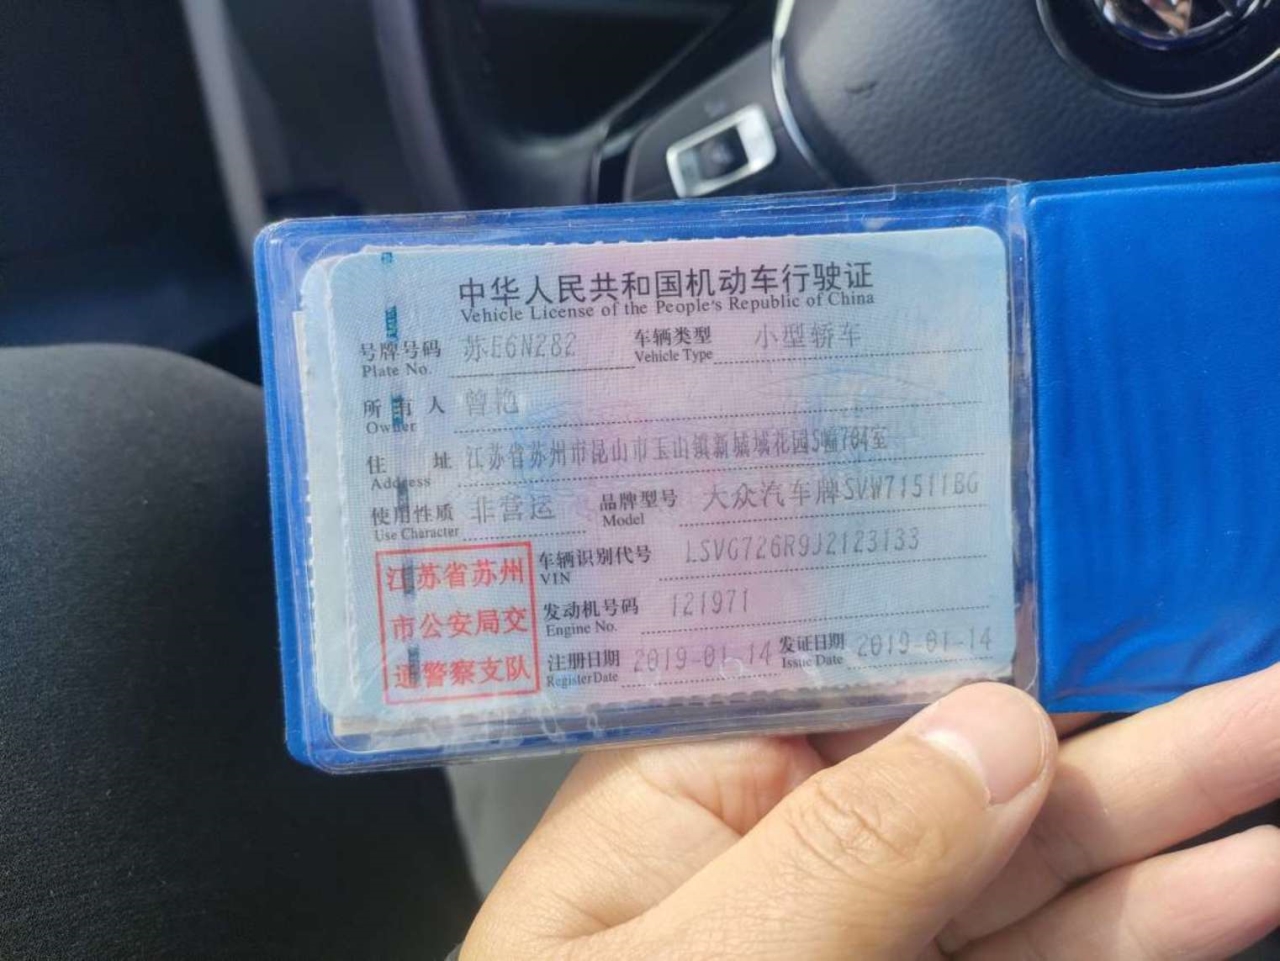 中华人民共和国机动车行驶证
Vehicle License of the People's Republic of China
号牌号码 苏E6N282 车辆类型 小型轿车
Plate No. Vehicle Type
所有人 曾艳
Owner
住址 江苏省苏州市昆山市玉山镇新城域花园5幢704室
Address
使用性质 非营运 品牌型号 大众汽车牌SVW71511BG
Use Character Model
江苏省苏州 车辆识别代号 LSVG726R9J2123133
VIN
市公安局交 发动机号码 121971
Engine No.
通警察支队 注册日期 2019-01-14 发证日期 2019-01-14
Register Date Issue Date